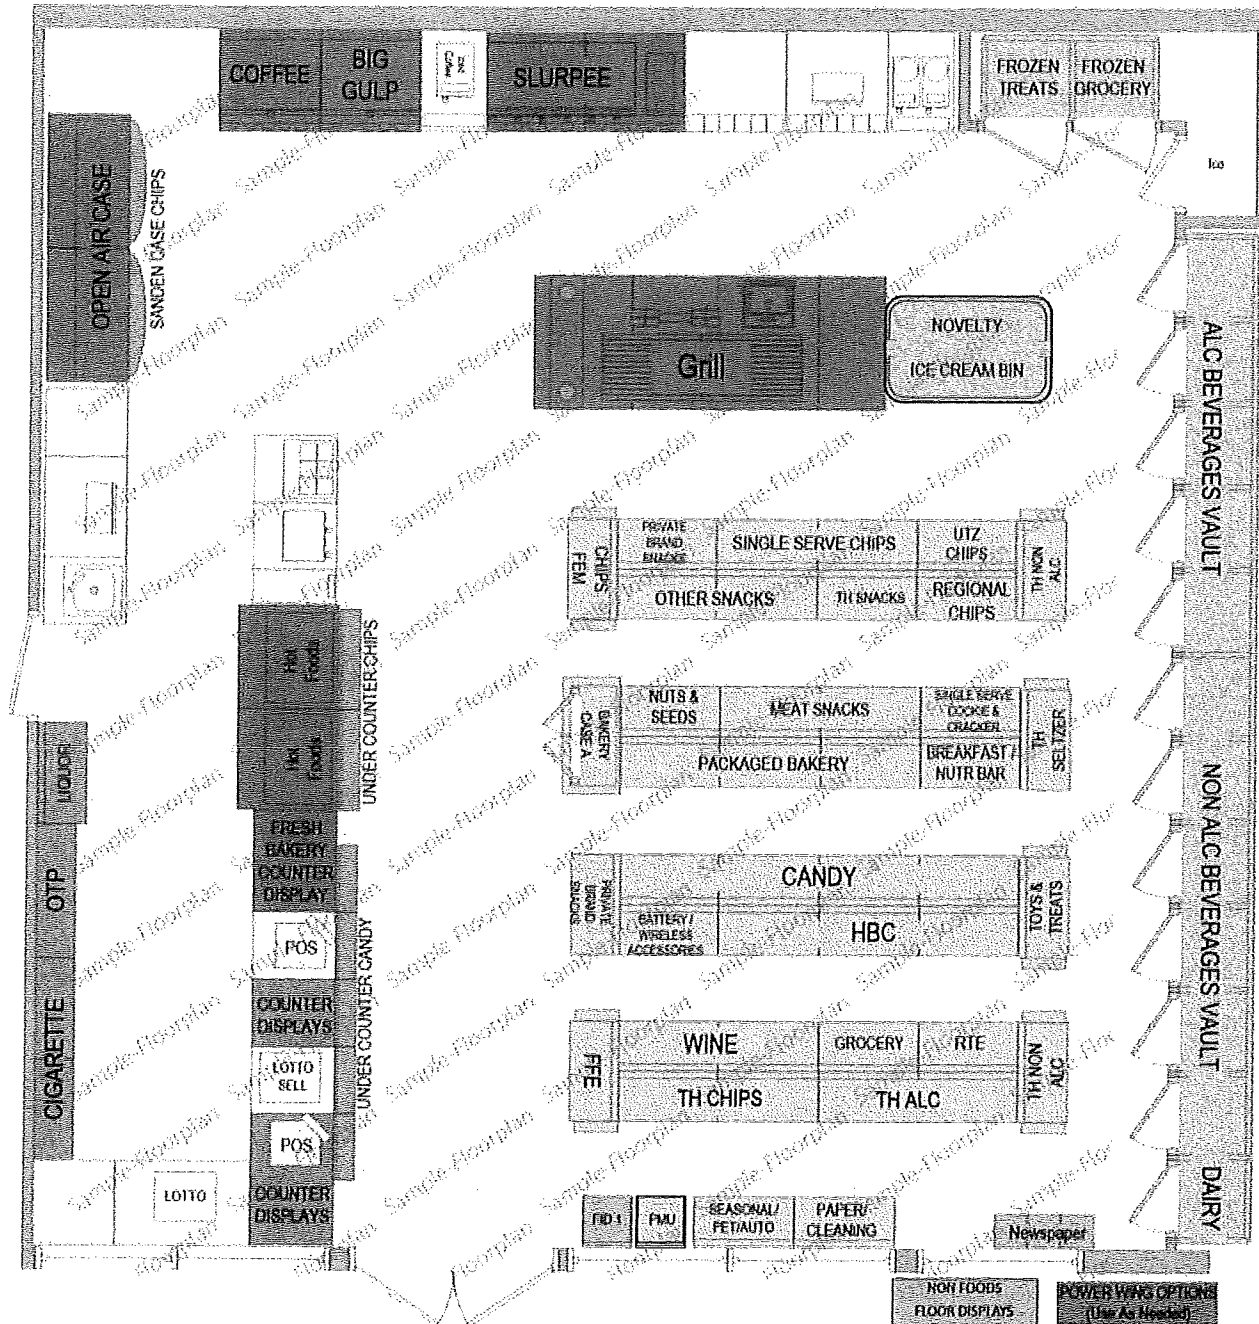 COFFEE
BIG
GULP
Iced
Coffee
SLURPEE
FROZEN
TREATS
FROZEN
GROCERY
Ice
OPEN AIR CASE
SANDEN CASE CHIPS
Grill
NOVELTY
ICE CREAM BIN
ALC BEVERAGES VAULT
CHIPS
FEM
PRIVATE
BRAND
SNACKS
SINGLE SERVE CHIPS
UTZ
CHIPS
OTHER SNACKS
TH SNACKS
REGIONAL
CHIPS
TH NON
ALC
Hot
Foods
Hot
Foods
UNDER COUNTER CHIPS
BAKERY
CASE A
NUTS &
SEEDS
MEAT SNACKS
SINGLE SERVE
COOKIE &
CRACKER
PACKAGED BAKERY
BREAKFAST /
NUTR BAR
TH
SELTZER
NON ALC BEVERAGES VAULT
LIQUOR
OTP
CIGARETTE
FRESH
BAKERY
COUNTER
DISPLAY
POS
COUNTER
DISPLAYS
LOTTO
SELL
POS
COUNTER
DISPLAYS
LOTTO
UNDER COUNTER CANDY
PRIVATE
BRAND
SNACKS
CANDY
BATTERY /
WIRELESS
ACCESSORIES
HBC
TOYS &
TREATS
FFE
WINE
GROCERY
RTE
TH CHIPS
TH ALC
TH NON
ALC
DAIRY
FID 1
PMU
SEASONAL/
PET/AUTO
PAPER/
CLEANING
Newspaper
NON FOODS
FLOOR DISPLAYS
POWER WING OPTIONS
(Use As Needed)
Sample-Floorplan